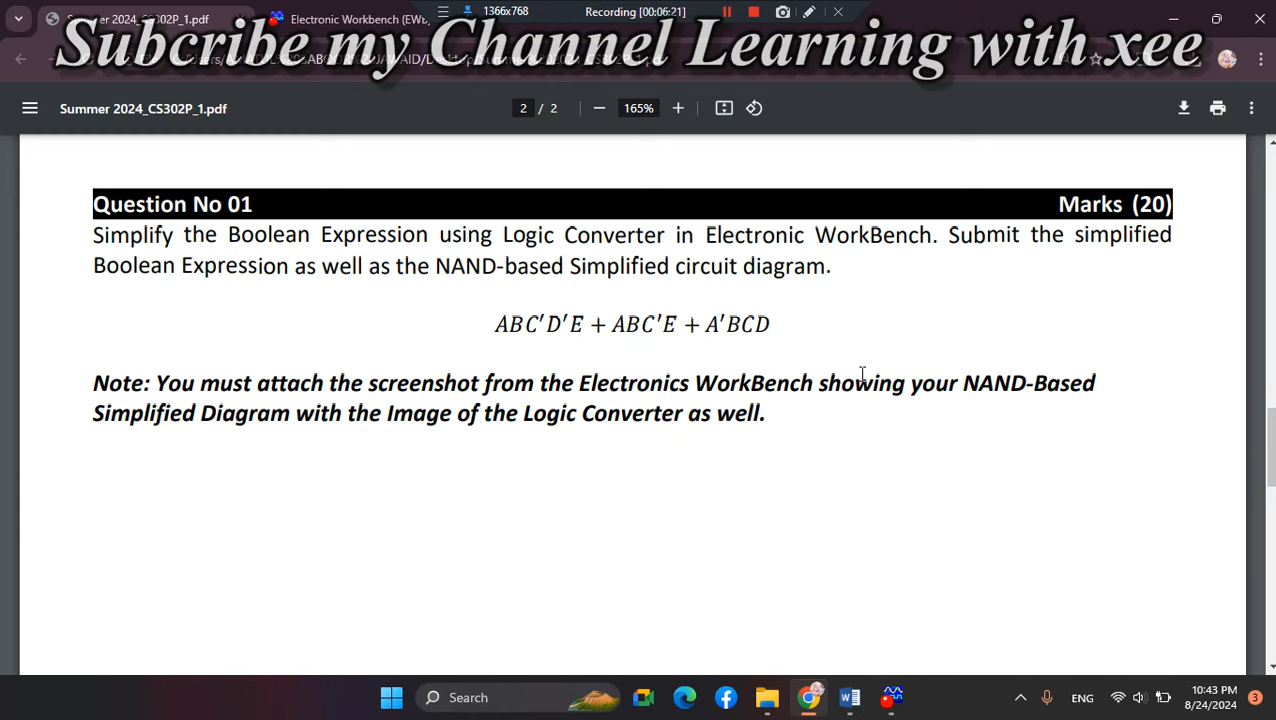 Summer 2024_CS302P_1.pdf
Electronic Workbench (EWB
1366x768
Recording [00:06:21]
Subcribe my Channel Learning with xee
Summer 2024_CS302P_1.pdf
2 / 2
165%
Question No 01 Marks (20)
Simplify the Boolean Expression using Logic Converter in Electronic WorkBench. Submit the simplified
Boolean Expression as well as the NAND-based Simplified circuit diagram.
ABC′D′E + ABC′E + A′BCD
Note: You must attach the screenshot from the Electronics WorkBench showing your NAND-Based
Simplified Diagram with the Image of the Logic Converter as well.
Search
ENG
10:43 PM
8/24/2024
3